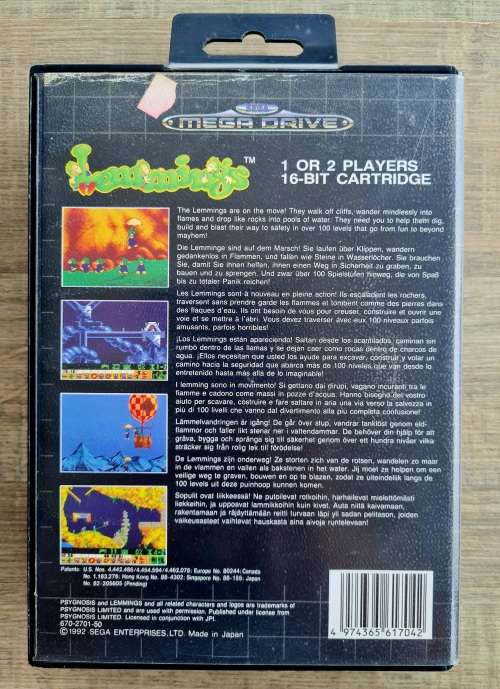 SEGA
MEGA DRIVE
Lemmings™
1 OR 2 PLAYERS
16-BIT CARTRIDGE
The Lemmings are on the move! They walk off cliffs, wander mindlessly into
flames and drop like rocks into pools of water. They need you to help them dig,
build and blast their way to safety in over 100 levels that go from fun to beyond
mayhem!
Die Lemminge sind auf dem Marsch! Sie laufen über Klippen, wandern
gedankenlos in Flammen, und fallen wie Steine in Wasserlöcher. Sie brauchen
Sie, damit Sie ihnen helfen, ihnen einen Weg in Sicherheit zu graben, zu
bauen und zu sprengen. Und zwar über 100 Spielstufen hinweg, die von Spaß
bis zu totaler Panik reichen!
Les Lemmings sont à nouveau en pleine action! Ils escaladent les rochers,
traversent sans prendre garde les flammes et tombent comme des pierres dans
des flaques d'eau. Ils ont besoin de vous pour creuser, construire et ouvrir une
voie et se mettre à l'abri. Vous devez traverser avec eux 100 niveaux parfois
amusants, parfois horribles!
¡Los Lemmings están apareciendo! Saltan desde los acantilados, caminan sin
rumbo dentro de las llamas y se dejan caer como rocas dentro de charcos de
agua. ¡Ellos necesitan que usted los ayude para excavar, construir y volar un
camino hacia la seguridad que abarca más de 100 niveles que van desde lo
entretenido hasta más allá de lo imaginable!
I lemming sono in movimento! Si gettano dai dirupi, vagano incuranti tra le
fiamme e cadono come massi in pozze d'acqua. Hanno bisogno del vostro
auto per scavare, costruire e fare saltare in aria una via verso la salvezza in
più di 100 livelli che vanno dal divertimento alla più completa confusione!
Lämmelvandringen är igång! De går över stup, vandrar tanklöst genom eld-
flammor och faller likt stenar ner i vattendammar. De behöver din hjälp för att
gräva, bygga och spränga sig till säkerhet genom över ett hundra nivåer vilka
sträcker sig från rolig lek till fördödelse!
De Lemmings zijn onderweg! Ze storten zich van de rotsen, wandelen zo maar
in de vlammen en vallen als bakstenen in het water. Jij moet ze helpen om een
veilige weg te graven, bouwen en op te blazen, zodat ze uiteindelijk langs de
100 levels uit deze puinhoop kunnen komen.
Sopulit ovat liikkeessä! Ne putoilevat rotkoihin, harhailevat mielettömästi
liekkeihin, ja uppoavat lammikoihin kuin kivet. Auta niitä kaivamaan,
rakentamaan ja räjäyttämään reitti turvaan läpi yli sadan pelitason, joiden
vaikeusasteet vaihtelevat hauskasta aina aivoja runtelevaan!
Patents: U.S. Nos. 4,442,486/4,454,594/4,462,076: Europe No. 80244: Canada
No. 1,183,276: Hong Kong No. 88-4302: Singapore No. 88-155: Japan
No. 82-205605 (Pending)
PSYGNOSIS and LEMMINGS and all related characters and logos are trademarks of
PSYGNOSIS LIMITED and are used with permission. Published under license from
PSYGNOSIS LIMITED. Licensed in conjunction with JPI.
670-2701-50
©1992 SEGA ENTERPRISES, LTD. Made in Japan
4 974365 617042